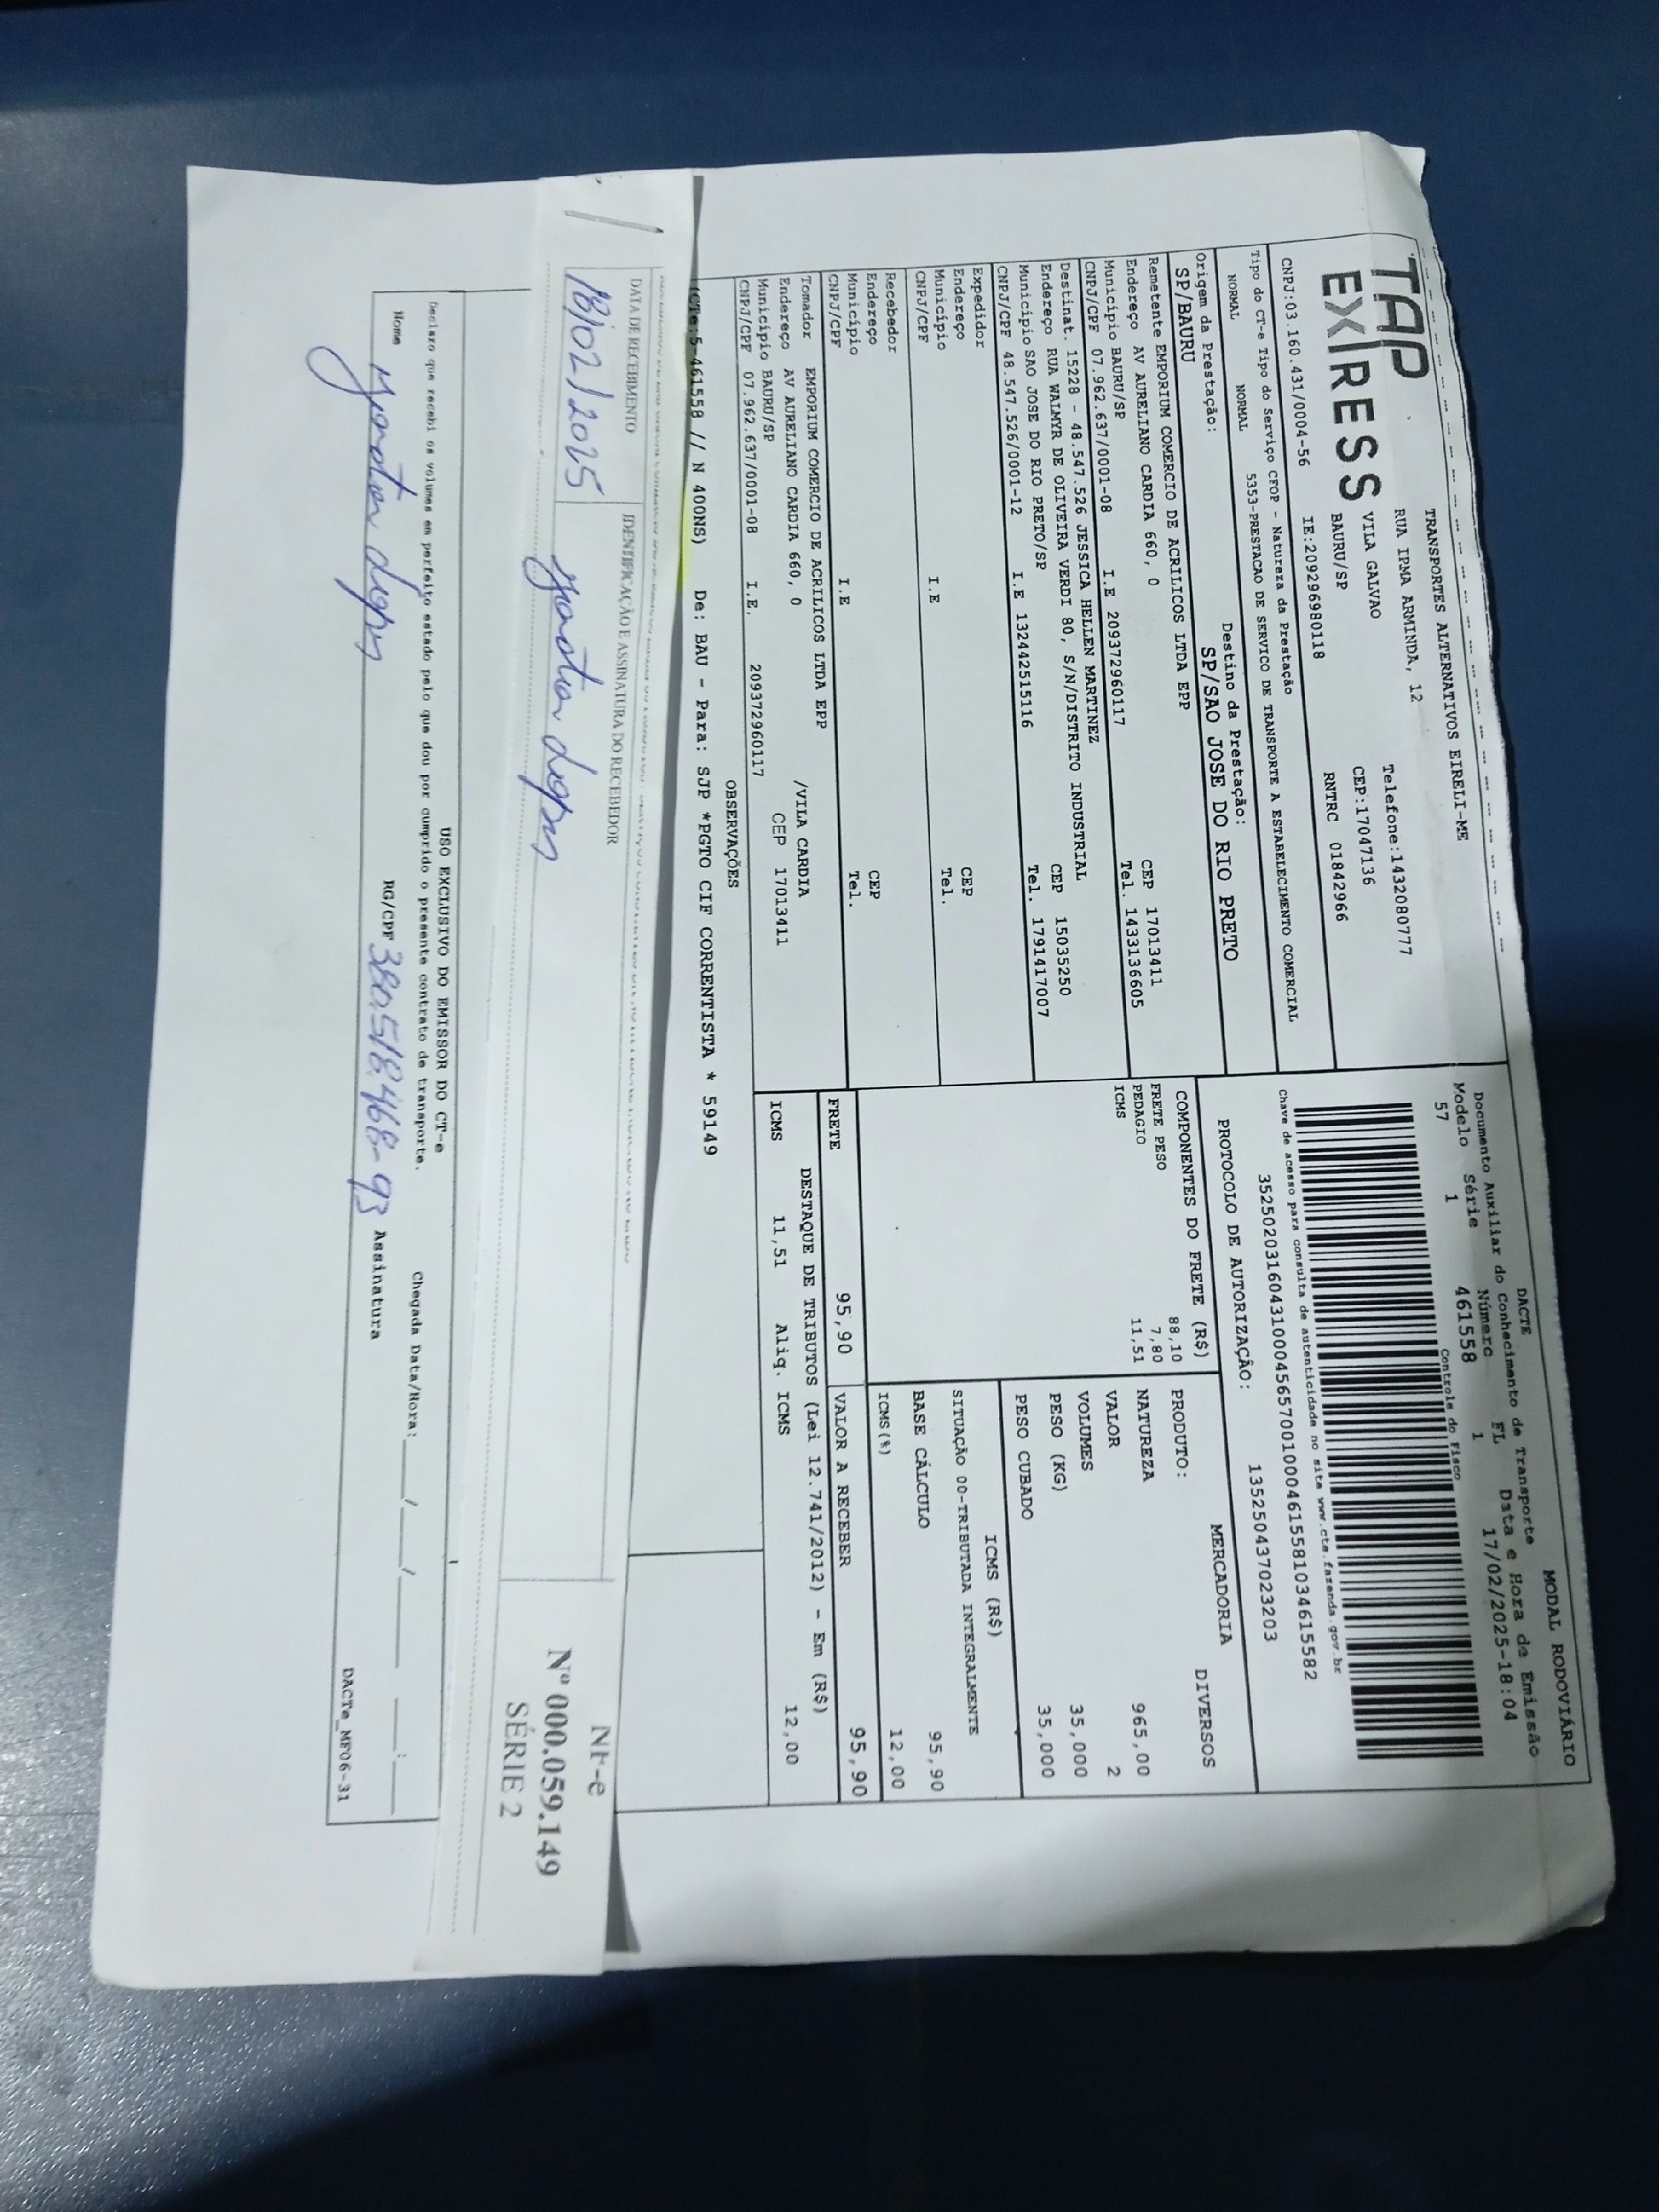 MODAL RODOVIÁRIO
TAP
EXPRESS
TRANSPORTES ALTERNATIVOS EIRELI-ME
RUA IPMA ARMINDA, 12 Telefone:1432080777
VILA GALVAO CEP:17047136
BAURU/SP RNTRC 01842966
CNPJ:03.160.431/0004-56 IE:209296980118
DACTE
Documento Auxiliar do Conhecimento de Transporte
Modelo Série Número FL Data e Hora de Emissão
57 1 461558 1 17/02/2025-18:04
Controle do Fisco
Chave de acesso para consulta de autenticidade no site www.cte.fazenda.gov.br
35250203160431000456570010004615581034615582
Tipo do CT-e Tipo do Serviço CFOP - Natureza da Prestação
NORMAL NORMAL 5353-PRESTACAO DE SERVICO DE TRANSPORTE A ESTABELECIMENTO COMERCIAL
PROTOCOLO DE AUTORIZAÇÃO: 135250437023203
Origem da Prestação: Destino da Prestação:
SP/BAURU SP/SAO JOSE DO RIO PRETO
Remetente EMPORIUM COMERCIO DE ACRILICOS LTDA EPP
Endereço AV AURELIANO CARDIA 660, 0 CEP 17013411
Município BAURU/SP Tel. 1433136605
CNPJ/CPF 07.962.637/0001-08 I.E 209372960117
Destinat. 15228 - 48.547.526 JESSICA HELLEN MARTINEZ
Endereço RUA WALMYR DE OLIVEIRA VERDI 80, S/N/DISTRITO INDUSTRIAL
Município SAO JOSE DO RIO PRETO/SP CEP 15035250
CNPJ/CPF 48.547.526/0001-12 I.E 132442515116 Tel. 1791417007
Expedidor
Endereço CEP
Município Tel.
CNPJ/CPF I.E
Recebedor
Endereço CEP
Município Tel.
CNPJ/CPF I.E
Tomador EMPORIUM COMERCIO DE ACRILICOS LTDA EPP
Endereço AV AURELIANO CARDIA 660, 0 /VILA CARDIA
Município BAURU/SP CEP 17013411
CNPJ/CPF 07.962.637/0001-08 I.E. 209372960117
COMPONENTES DO FRETE (R$)
FRETE PESO 88,10
PEDAGIO 7,80
ICMS 11,51
MERCADORIA
PRODUTO: DIVERSOS
NATUREZA
VALOR 965,00
VOLUMES 2
PESO (KG) 35,000
PESO CUBADO 35,000
ICMS (R$)
SITUAÇÃO 00-TRIBUTADA INTEGRALMENTE
BASE CÁLCULO 95,90
ICMS(%) 12,00
FRETE 95,90 VALOR A RECEBER 95,90
DESTAQUE DE TRIBUTOS (Lei 12.741/2012) - Em (R$)
ICMS 11,51 Aliq. ICMS 12,00
OBSERVAÇÕES
(CTe:5-461558 // N 400NS) De: BAU - Para: SJP *PGTO CIF CORRENTISTA * 59149
DATA DE RECEBIMENTO IDENTIFICAÇÃO E ASSINATURA DO RECEBEDOR
18/02/2025
NF-e
Nº 000.059.149
SÉRIE 2
USO EXCLUSIVO DO EMISSOR DO CT-e
Declaro que recebi os volumes em perfeito estado pelo que dou por cumprido o presente contrato de transporte. Chegada Data/Hora:____/____/______ ___:____
Nome RG/CPF 380.518.468-93 Assinatura
DACTe_MF06-31